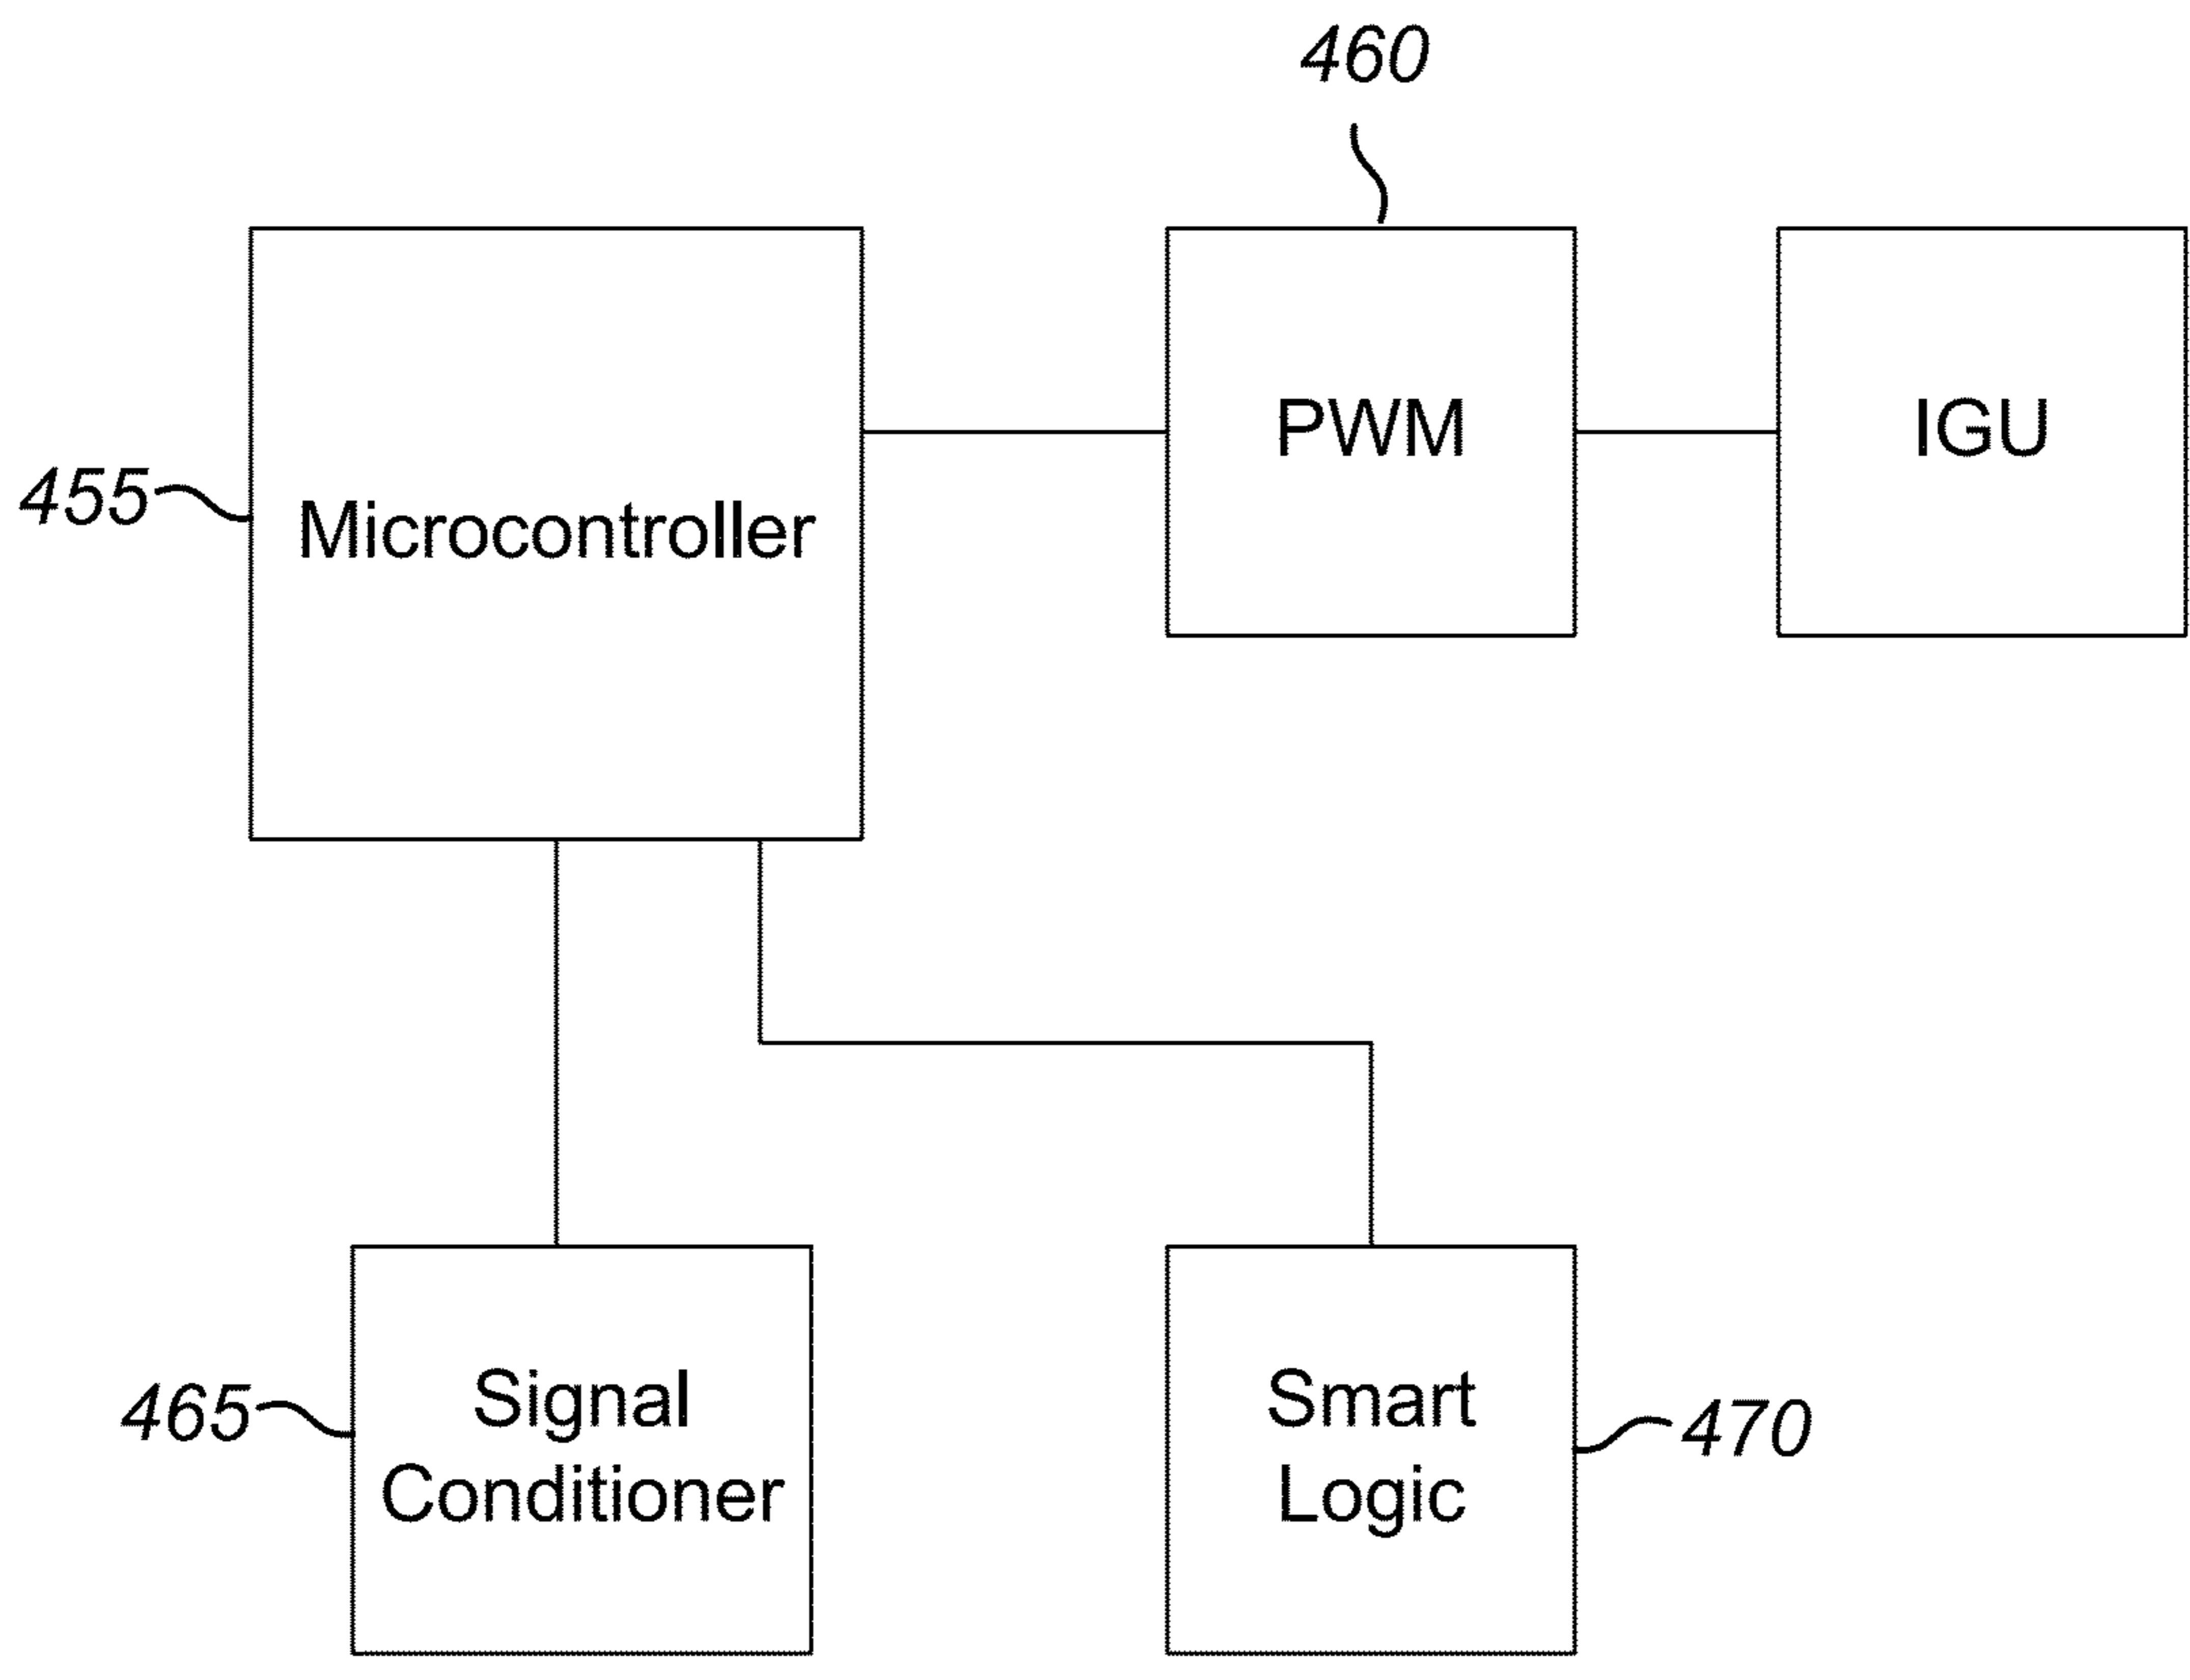 460
PWM
IGU
455
Microcontroller
465
Signal
Conditioner
Smart
Logic
470